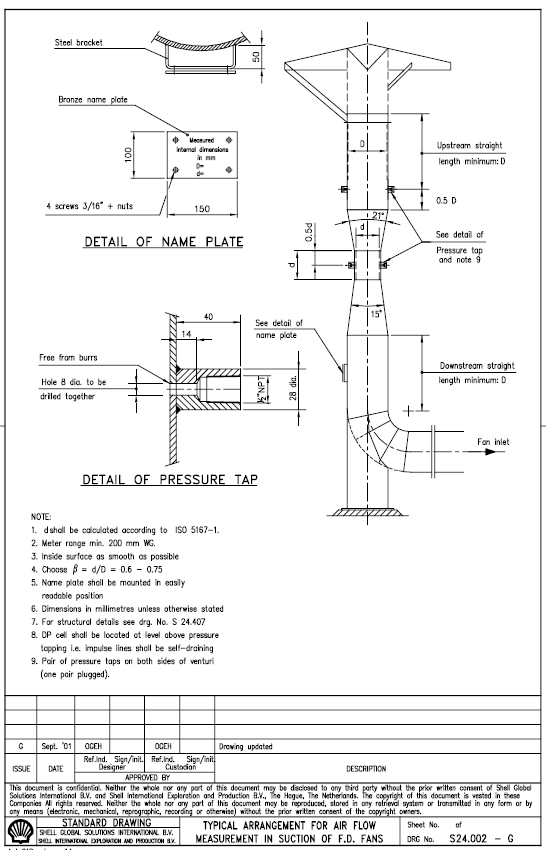 Steel bracket
50
Bronze name plate
Measured
internal dimensions
in mm
D=
d=
100
4 screws 3/16" + nuts
150
DETAIL OF NAME PLATE
D
Upstream straight
length minimum: D
0.5 D
21°
d
0.5d
d
See detail of
Pressure tap
and note 9
15°
40
14
See detail of
name plate
Free from burrs
Hole 8 dia. to be
drilled together
½"NPT
28 dia.
Downstream straight
length minimum: D
Fan inlet
DETAIL OF PRESSURE TAP
NOTE:
1. d shall be calculated according to ISO 5167-1.
2. Meter range min. 200 mm WG.
3. Inside surface as smooth as possible
4. Choose β = d/D = 0.6 - 0.75
5. Name plate shall be mounted in easily
readable position
6. Dimensions in millimetres unless otherwise stated
7. For structural details see drg. No. S 24.407
8. DP cell shall be located at level above pressure
tapping i.e. impulse lines shall be self-draining
9. Pair of pressure taps on both sides of venturi
(one pair plugged).
G Sept. '01 OGEH OGEH Drawing updated
ISSUE DATE Ref.Ind. Sign/init. Ref.Ind. Sign/init. DESCRIPTION
Designer Custodian
APPROVED BY
This document is confidential. Neither the whole nor any part of this document may be disclosed to any third party without the prior written consent of Shell Global
Solutions International B.V. and Shell International Exploration and Production B.V., The Hague, The Netherlands. The copyright of this document is vested in these
Companies All rights reserved. Neither the whole nor any part of this document may be reproduced, stored in any retrieval system or transmitted in any form or by
any means (electronic, mechanical, reprographic, recording or otherwise) without the prior written consent of the copyright owners.
STANDARD DRAWING
SHELL GLOBAL SOLUTIONS INTERNATIONAL B.V.
SHELL INTERNATIONAL EXPLORATION AND PRODUCTION B.V.
TYPICAL ARRANGEMENT FOR AIR FLOW
MEASUREMENT IN SUCTION OF F.D. FANS
Sheet No. of
DRG No. S24.002 - G